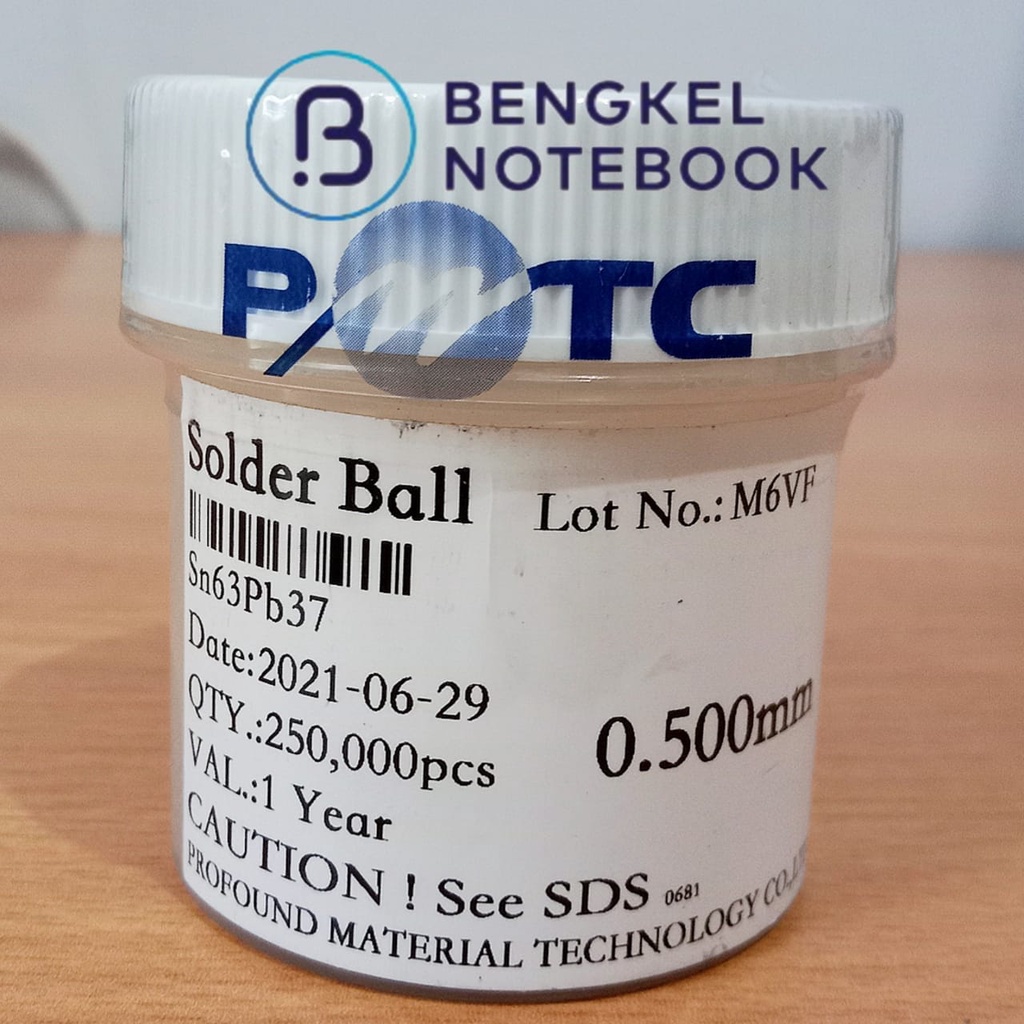 BENGKEL
NOTEBOOK
PMTC
Solder Ball
Lot No.: M6VF
Sn63Pb37
Date:2021-06-29
QTY.:250,000pcs
0.500mm
VAL.:1 Year
CAUTION ! See SDS 0681
PROFOUND MATERIAL TECHNOLOGY CO.,